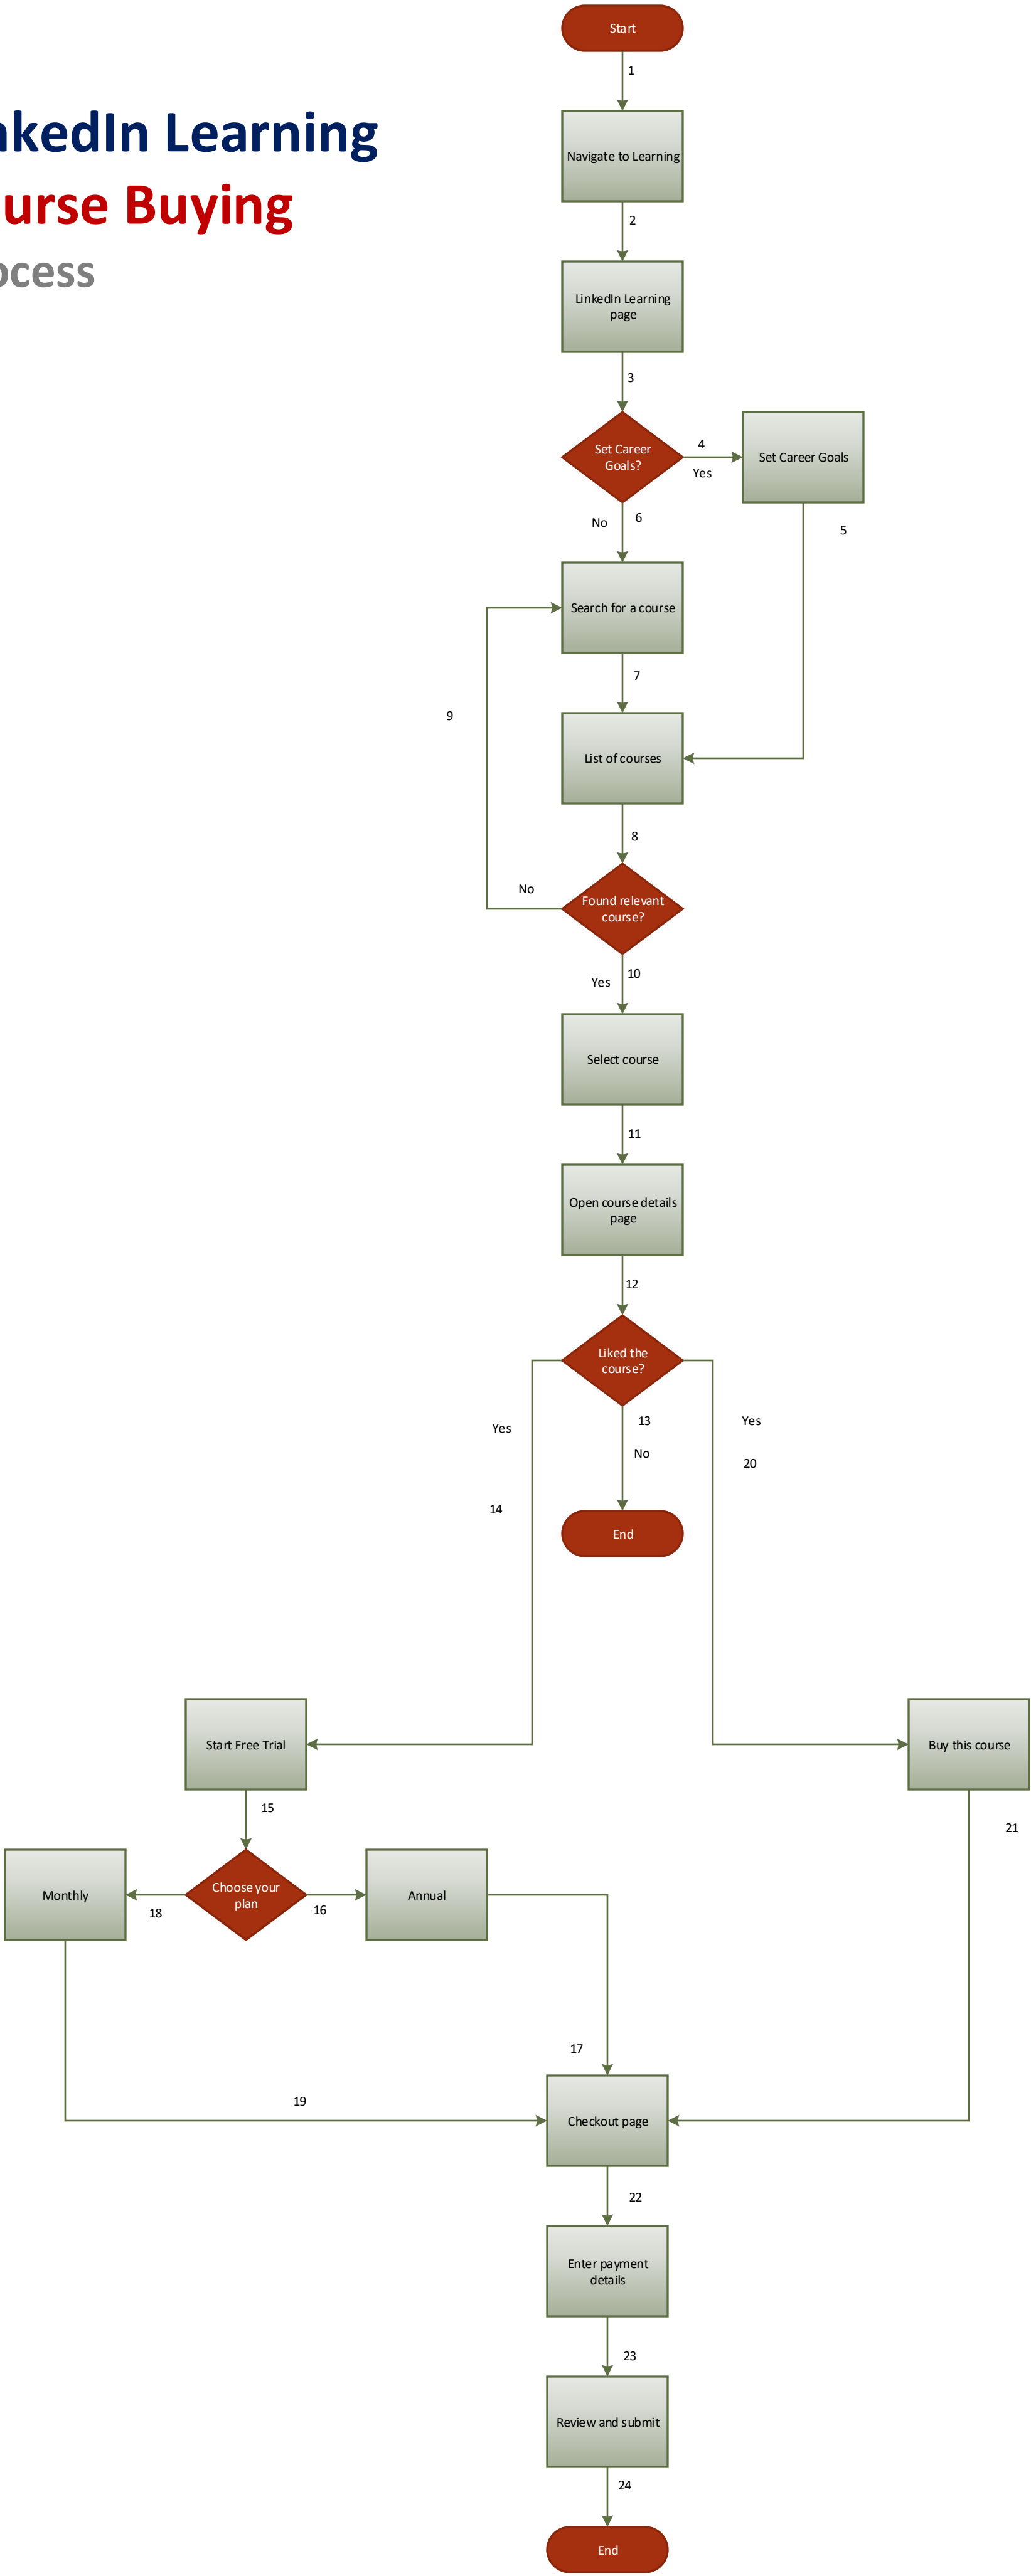 Start
1
nkedIn Learning
Navigate to Learning
urse Buying
2
ocess
LinkedIn Learning
page
3
Set Career
Goals?
4
Yes
Set Career Goals
No
6
5
Search for a course
7
9
List of courses
8
No
Found relevant
course?
10
Yes
Select course
11
Open course details
page
12
Liked the
course?
Yes
13
Yes
No
20
14
End
Start Free Trial
Buy this course
15
21
Monthly
18
Choose your
plan
16
Annual
17
19
Checkout page
22
Enter payment
details
23
Review and submit
24
End